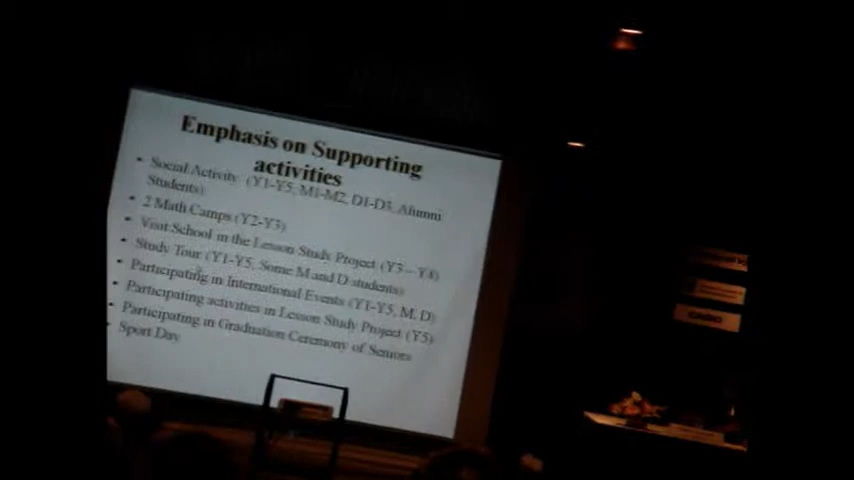 Emphasis on Supporting
activities
• Social Activity (Y1-Y5, M1-M2, D1-D3, Alumni
Students)
• 2 Math Camps (Y2-Y3)
• Visit School in the Lesson Study Project (Y3 – Y4)
• Study Tour (Y1-Y5, Some M and D students)
• Participating in International Events (Y1-Y5, M, D)
• Participating activities in Lesson Study Project (Y5)
• Participating in Graduation Ceremony of Seniors
• Sport Day
CASIO